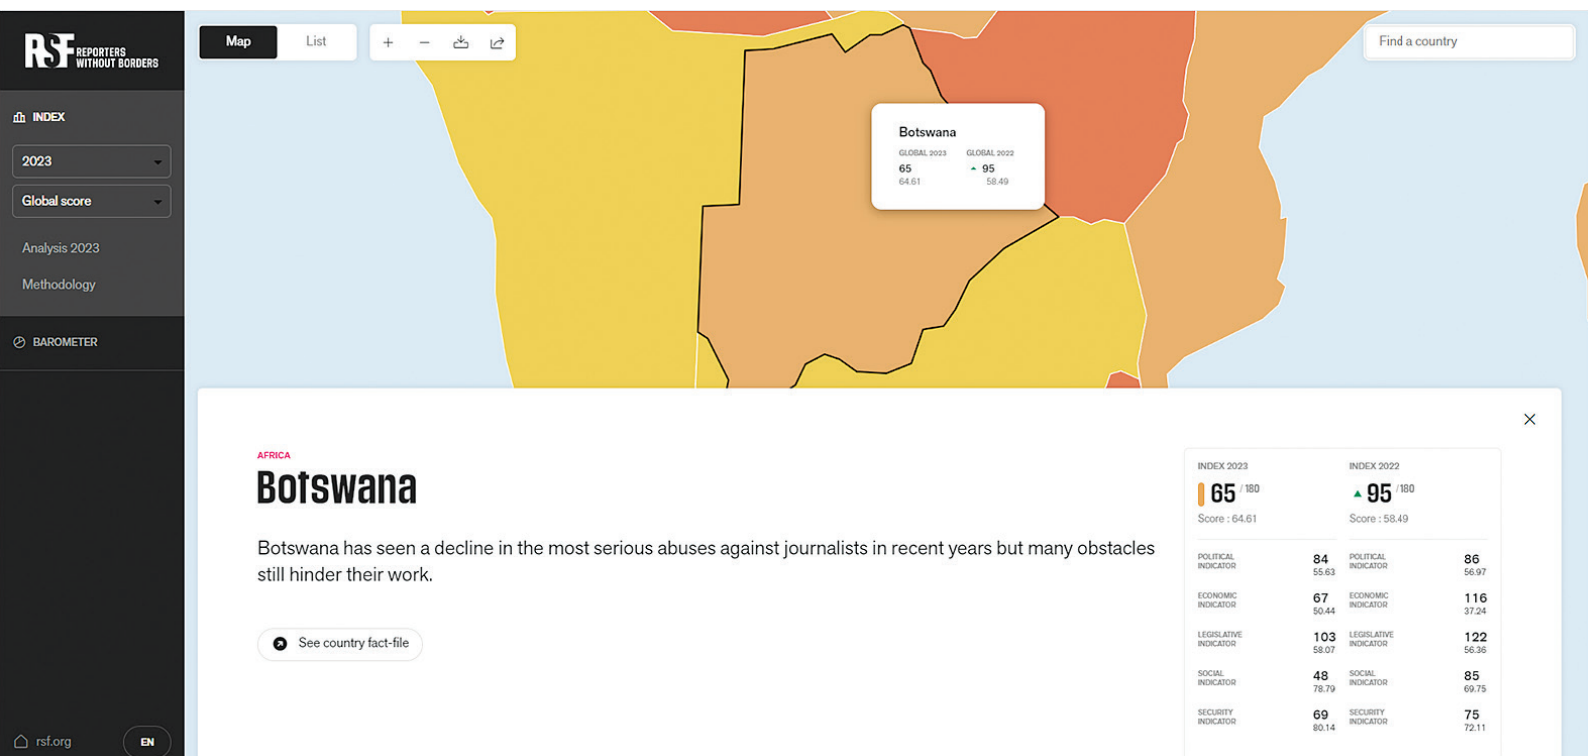 RSF REPORTERS
WITHOUT BORDERS
INDEX
2023
Global score
Analysis 2023
Methodology
BAROMETER
rsf.org
EN
Map
List
Find a country
Botswana
GLOBAL 2023 GLOBAL 2022
65 95
64.61 58.49
AFRICA
Botswana
Botswana has seen a decline in the most serious abuses against journalists in recent years but many obstacles
still hinder their work.
See country fact-file
INDEX 2023 INDEX 2022
65 /180 95 /180
Score : 64.61 Score : 58.49
POLITICAL INDICATOR 84 55.63 POLITICAL INDICATOR 86 56.97
ECONOMIC INDICATOR 67 50.44 ECONOMIC INDICATOR 116 37.24
LEGISLATIVE INDICATOR 103 58.07 LEGISLATIVE INDICATOR 122 56.36
SOCIAL INDICATOR 48 78.79 SOCIAL INDICATOR 85 69.75
SECURITY INDICATOR 69 80.14 SECURITY INDICATOR 75 72.11